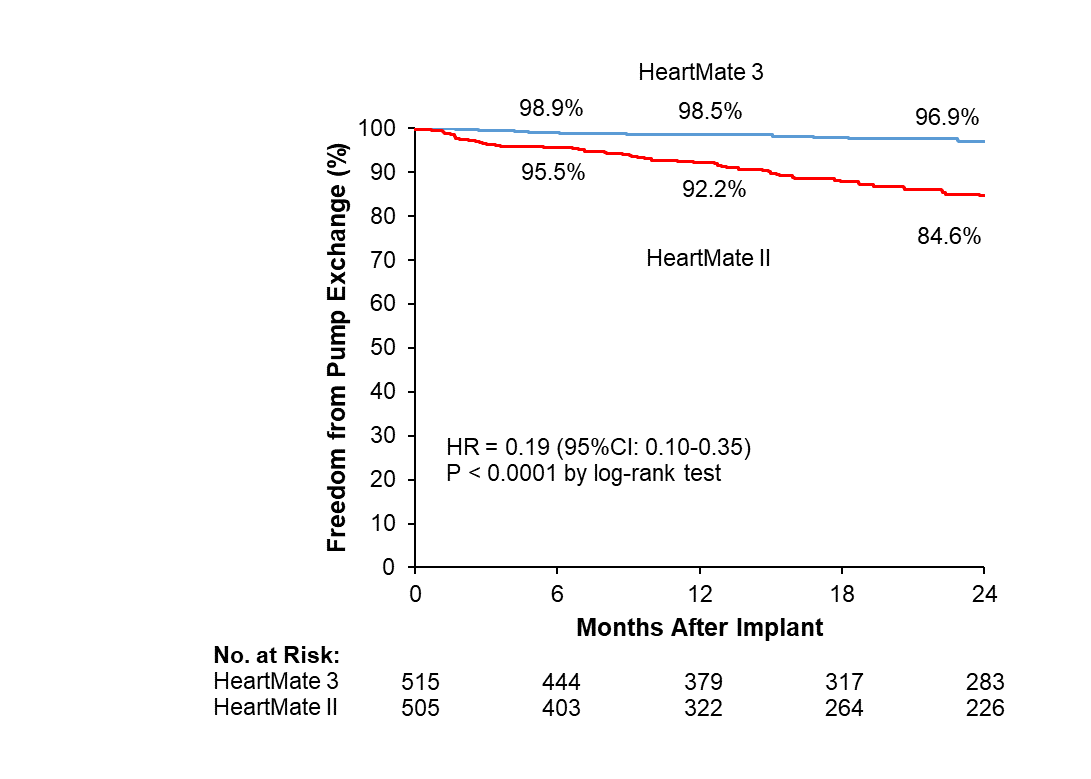 HeartMate 3
98.9%
98.5%
96.9%
95.5%
92.2%
84.6%
HeartMate II
Freedom from Pump Exchange (%)
100
90
80
70
60
50
40
30
20
10
0
HR = 0.19 (95%CI: 0.10-0.35)
P < 0.0001 by log-rank test
0 6 12 18 24
Months After Implant
No. at Risk:
HeartMate 3 515 444 379 317 283
HeartMate II 505 403 322 264 226